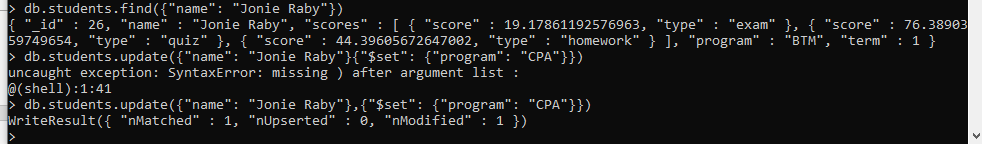 > db.students.find({"name": "Jonie Raby"})
{ "_id" : 26, "name" : "Jonie Raby", "scores" : [ { "score" : 19.17861192576963, "type" : "exam" }, { "score" : 76.38903
59749654, "type" : "quiz" }, { "score" : 44.39605672647002, "type" : "homework" } ], "program" : "BTM", "term" : 1 }
> db.students.update({"name": "Jonie Raby"}{"$set": {"program": "CPA"}})
uncaught exception: SyntaxError: missing ) after argument list :
@(shell):1:41
> db.students.update({"name": "Jonie Raby"},{"$set": {"program": "CPA"}})
WriteResult({ "nMatched" : 1, "nUpserted" : 0, "nModified" : 1 })
>